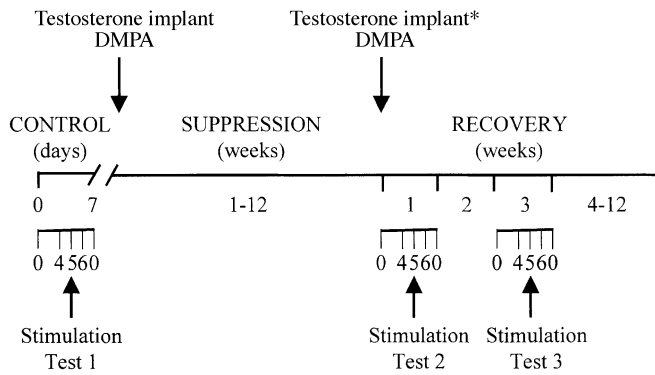 Testosterone implant Testosterone implant*
DMPA DMPA
CONTROL SUPPRESSION RECOVERY
(days) (weeks) (weeks)
0 7 1-12 1 2 3 4-12
0 4560 0 4560 0 4560
Stimulation Stimulation Stimulation
Test 1 Test 2 Test 3